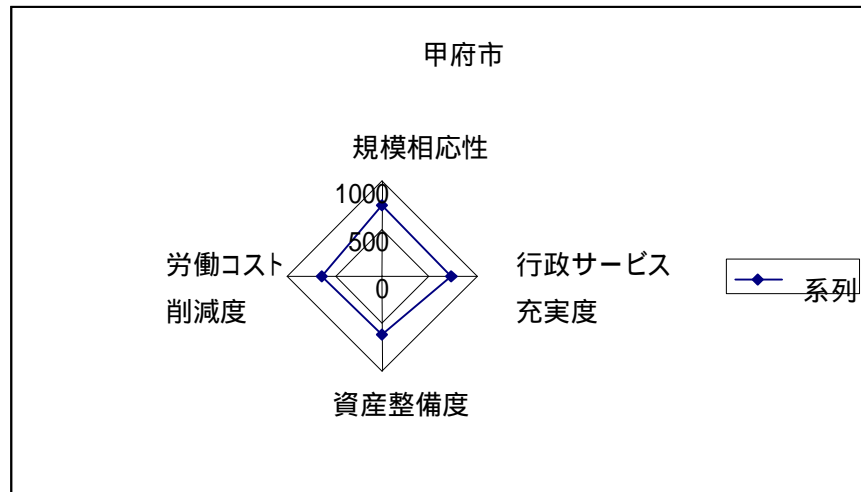 甲府市
規模相応性
1000
500
0
労働コスト
削減度
行政サービス
充実度
資産整備度
系列